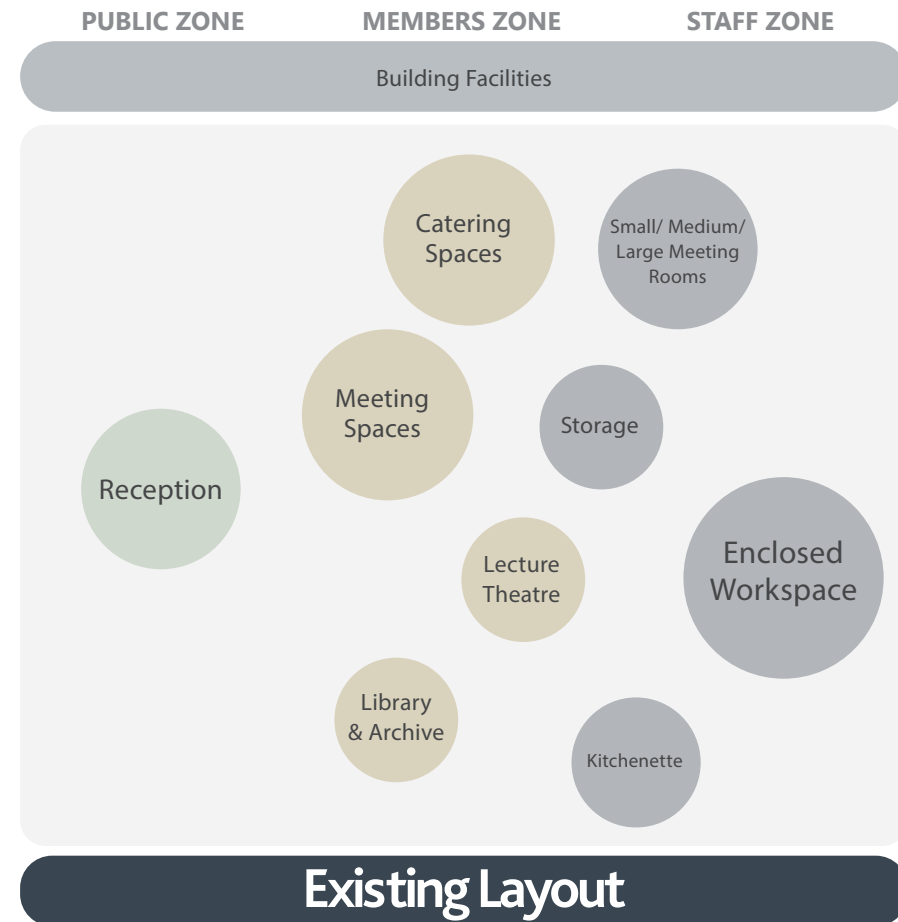 PUBLIC ZONE
MEMBERS ZONE
STAFF ZONE
Building Facilities
Catering
Spaces
Small/ Medium/
Large Meeting
Rooms
Meeting
Spaces
Storage
Reception
Enclosed
Workspace
Lecture
Theatre
Library
& Archive
Kitchenette
Existing Layout